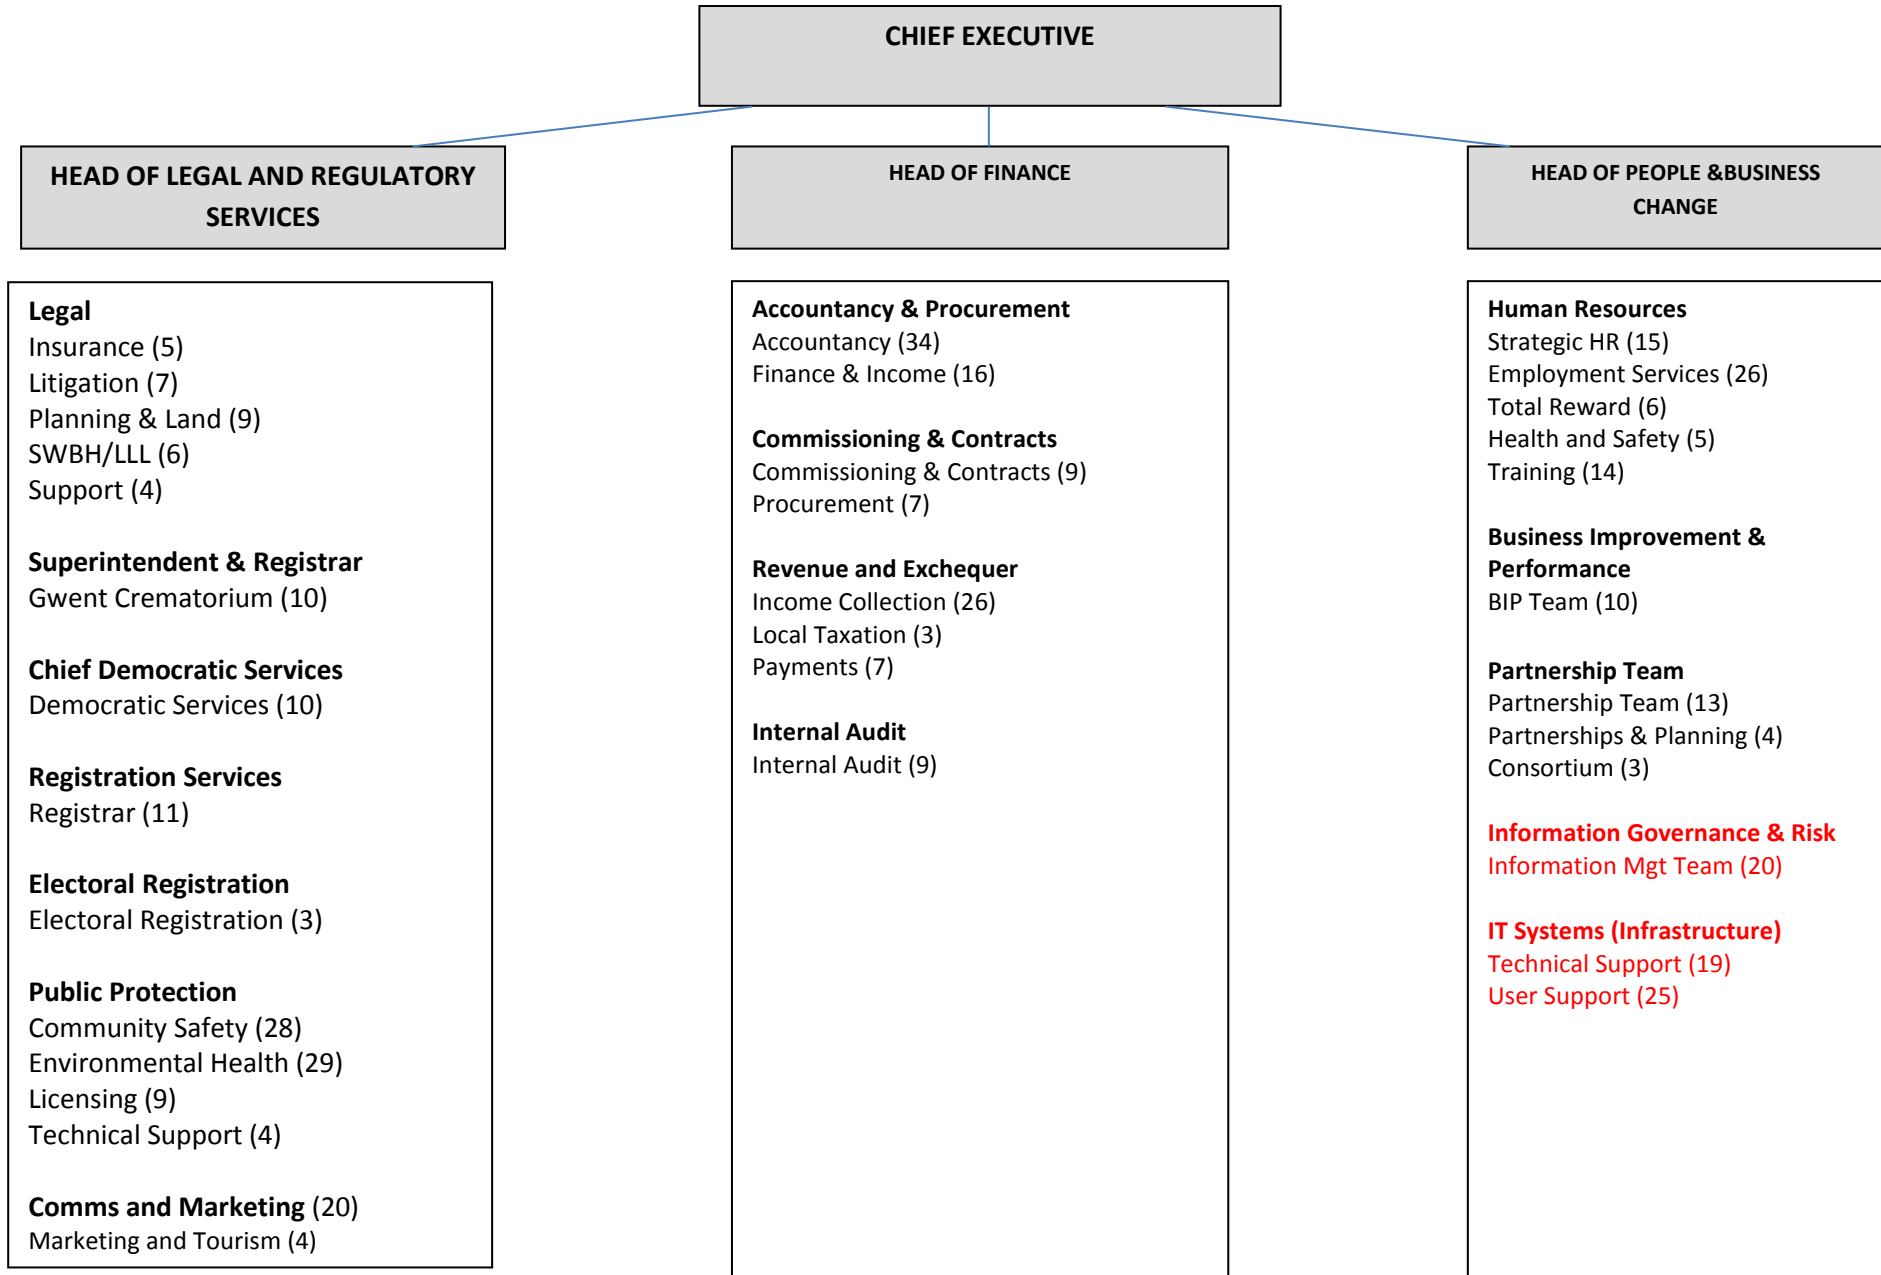 CHIEF EXECUTIVE
HEAD OF LEGAL AND REGULATORY
SERVICES
HEAD OF FINANCE
HEAD OF PEOPLE &BUSINESS
CHANGE
Legal
Insurance (5)
Litigation (7)
Planning & Land (9)
SWBH/LLL (6)
Support (4)
Superintendent & Registrar
Gwent Crematorium (10)
Chief Democratic Services
Democratic Services (10)
Registration Services
Registrar (11)
Electoral Registration
Electoral Registration (3)
Public Protection
Community Safety (28)
Environmental Health (29)
Licensing (9)
Technical Support (4)
Comms and Marketing (20)
Marketing and Tourism (4)
Accountancy & Procurement
Accountancy (34)
Finance & Income (16)
Commissioning & Contracts
Commissioning & Contracts (9)
Procurement (7)
Revenue and Exchequer
Income Collection (26)
Local Taxation (3)
Payments (7)
Internal Audit
Internal Audit (9)
Human Resources
Strategic HR (15)
Employment Services (26)
Total Reward (6)
Health and Safety (5)
Training (14)
Business Improvement &
Performance
BIP Team (10)
Partnership Team
Partnership Team (13)
Partnerships & Planning (4)
Consortium (3)
Information Governance & Risk
Information Mgt Team (20)
IT Systems (Infrastructure)
Technical Support (19)
User Support (25)